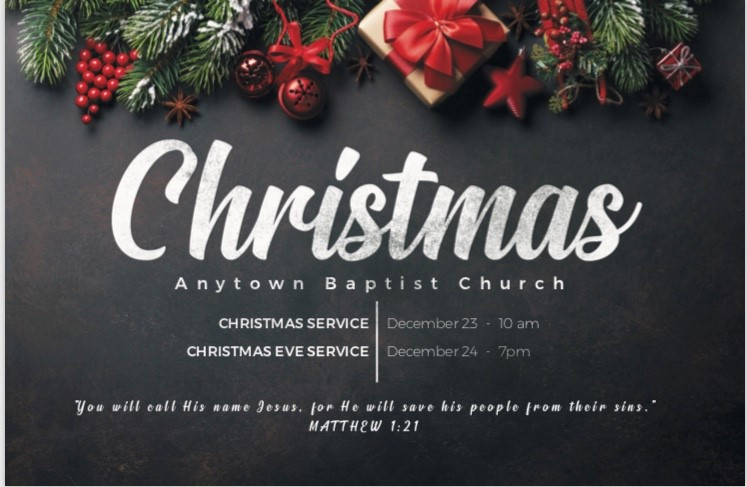 Christmas
Anytown Baptist Church
CHRISTMAS SERVICE December 23 - 10 am
CHRISTMAS EVE SERVICE December 24 - 7pm
"You will call His name Jesus, for He will save his people from their sins."
MATTHEW 1:21